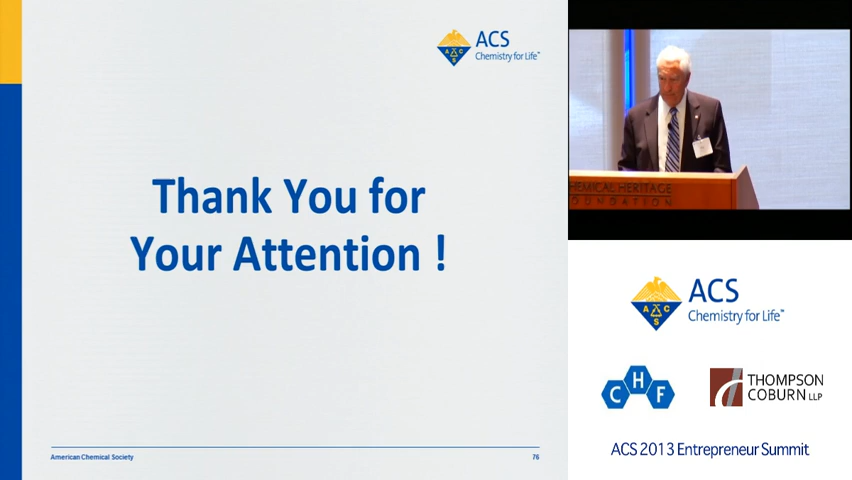 ACS
Chemistry for Life™
A C S
Thank You for
Your Attention !
American Chemical Society
76
CHEMICAL HERITAGE
FOUNDATION
ACS
Chemistry for Life™
A C S
CHF
THOMPSON
COBURN LLP
ACS 2013 Entrepreneur Summit